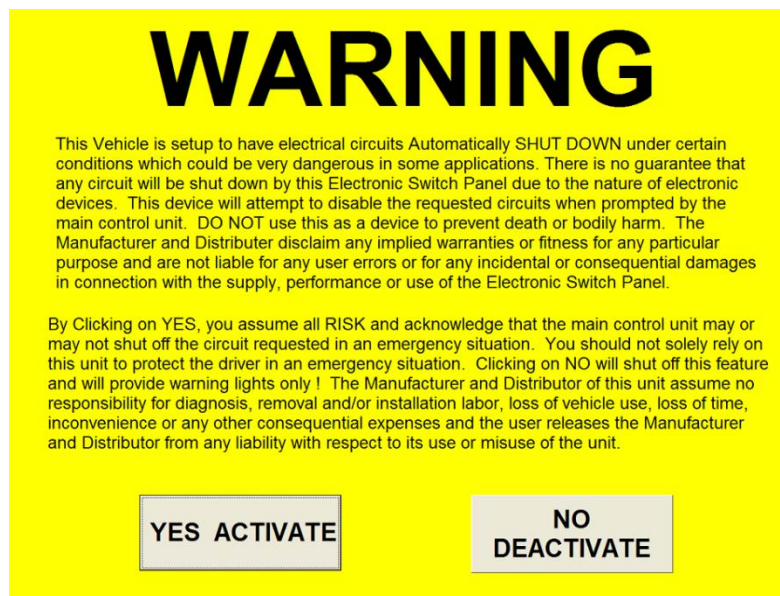 WARNING
This Vehicle is setup to have electrical circuits Automatically SHUT DOWN under certain
conditions which could be very dangerous in some applications. There is no guarantee that
any circuit will be shut down by this Electronic Switch Panel due to the nature of electronic
devices.  This device will attempt to disable the requested circuits when prompted by the
main control unit.  DO NOT use this as a device to prevent death or bodily harm.  The
Manufacturer and Distributer disclaim any implied warranties or fitness for any particular
purpose and are not liable for any user errors or for any incidental or consequential damages
in connection with the supply, performance or use of the Electronic Switch Panel.
By Clicking on YES, you assume all RISK and acknowledge that the main control unit may or
may not shut off the circuit requested in an emergency situation.  You should not solely rely on
this unit to protect the driver in an emergency situation.  Clicking on NO will shut off this feature
and will provide warning lights only !  The Manufacturer and Distributor of this unit assume no
responsibility for diagnosis, removal and/or installation labor, loss of vehicle use, loss of time,
inconvenience or any other consequential expenses and the user releases the Manufacturer
and Distributor from any liability with respect to its use or misuse of the unit.
YES  ACTIVATE
NO
DEACTIVATE